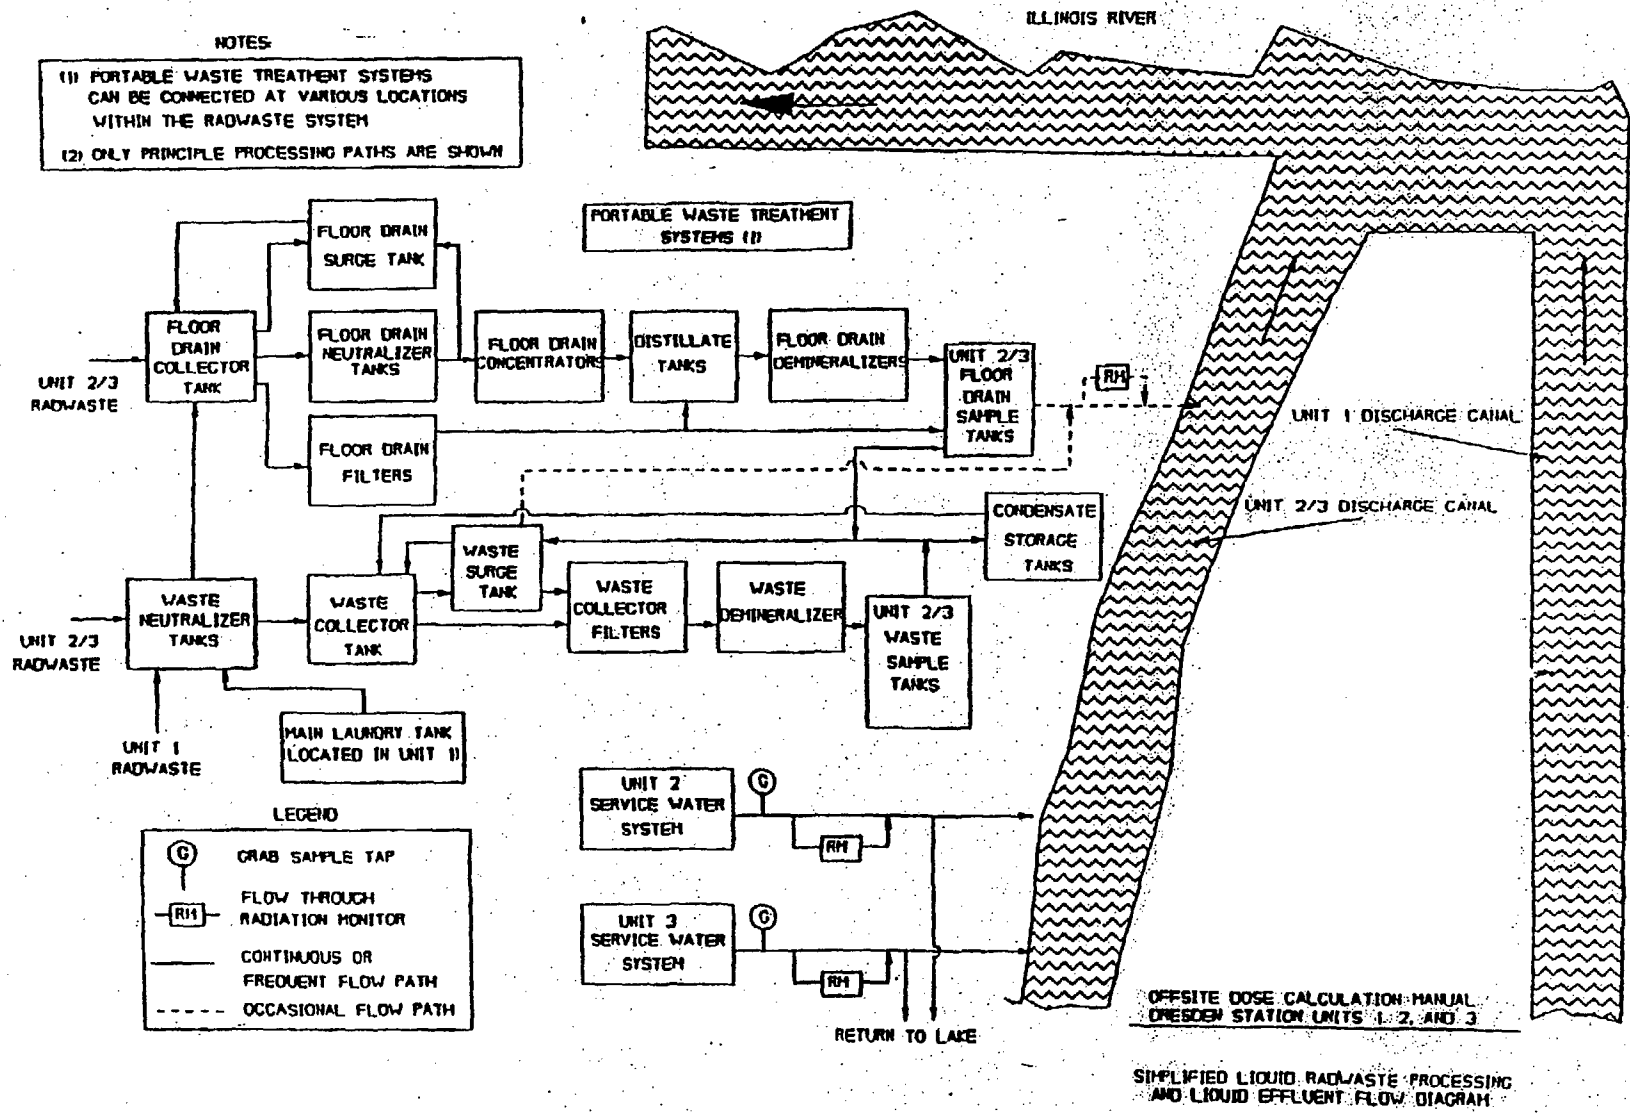 ILLINOIS RIVER
NOTES:
(1) PORTABLE WASTE TREATMENT SYSTEMS
CAN BE CONNECTED AT VARIOUS LOCATIONS
WITHIN THE RADWASTE SYSTEM
(2) ONLY PRINCIPLE PROCESSING PATHS ARE SHOWN
PORTABLE WASTE TREATMENT
SYSTEMS (1)
FLOOR DRAIN
SURGE TANK
FLOOR
DRAIN
COLLECTOR
TANK
FLOOR DRAIN
NEUTRALIZER
TANKS
FLOOR DRAIN
CONCENTRATORS
DISTILLATE
TANKS
FLOOR DRAIN
DEMINERALIZERS
UNIT 2/3
FLOOR
DRAIN
SAMPLE
TANKS
RM
UNIT 2/3
RADWASTE
FLOOR DRAIN
FILTERS
UNIT 1 DISCHARGE CANAL
UNIT 2/3 DISCHARGE CANAL
CONDENSATE
STORAGE
TANKS
WASTE
SURGE
TANK
WASTE
NEUTRALIZER
TANKS
WASTE
COLLECTOR
TANK
WASTE
COLLECTOR
FILTERS
WASTE
DEMINERALIZER
UNIT 2/3
WASTE
SAMPLE
TANKS
UNIT 2/3
RADWASTE
UNIT 1
RADWASTE
MAIN LAUNDRY TANK
(LOCATED IN UNIT 1)
UNIT 2
SERVICE WATER
SYSTEM
G
RM
UNIT 3
SERVICE WATER
SYSTEM
G
RM
RETURN TO LAKE
LEGEND
G
GRAB SAMPLE TAP
RM
FLOW THROUGH
RADIATION MONITOR
CONTINUOUS OR
FREQUENT FLOW PATH
OCCASIONAL FLOW PATH
OFFSITE DOSE CALCULATION MANUAL
DRESDEN STATION UNITS 1, 2, AND 3
SIMPLIFIED LIQUID RADWASTE PROCESSING
AND LIQUID EFFLUENT FLOW DIAGRAM